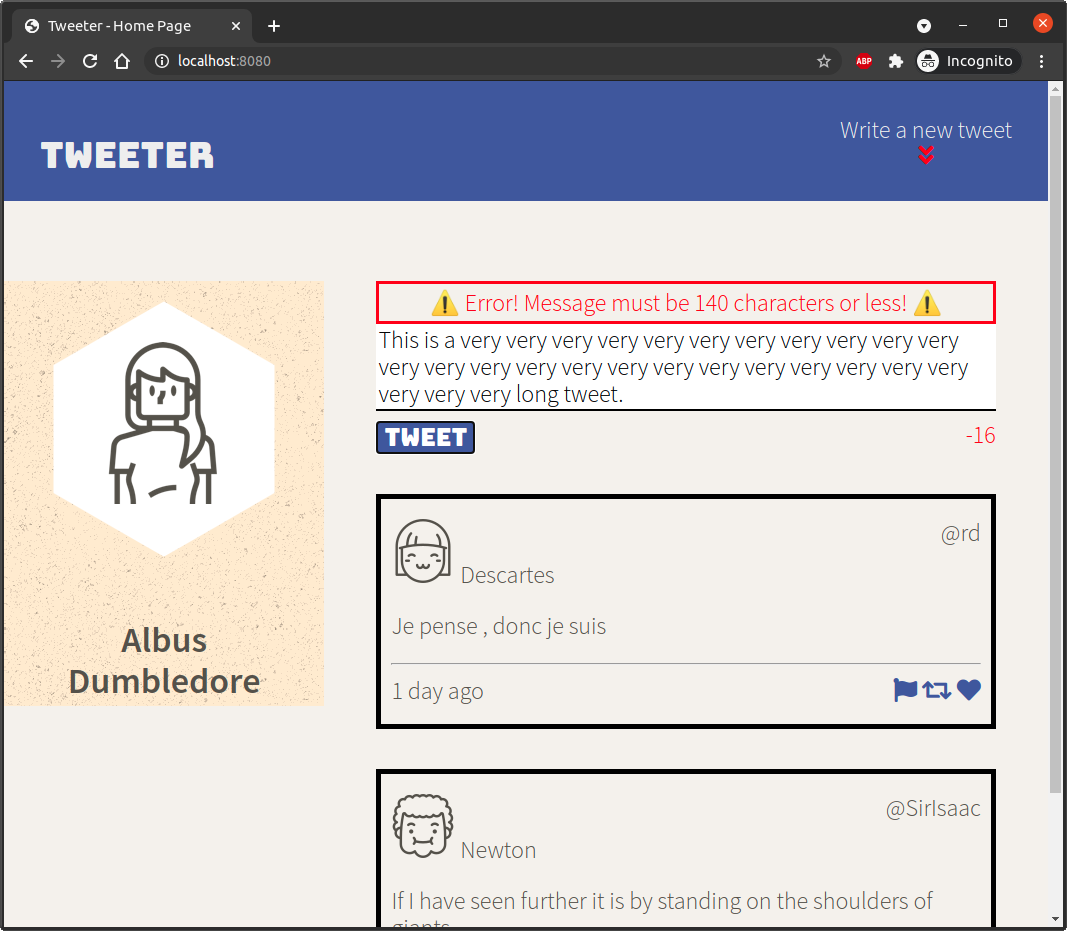 Tweeter - Home Page
localhost:8080
ABP
Incognito
TWEETER
Write a new tweet
⚠️ Error! Message must be 140 characters or less! ⚠️
This is a very very very very very very very very very very very
very very very very very very very very very very very very very
very very very long tweet.
TWEET
-16
Albus
Dumbledore
@rd
Descartes
Je pense , donc je suis
1 day ago
@SirIsaac
Newton
If I have seen further it is by standing on the shoulders of
giants